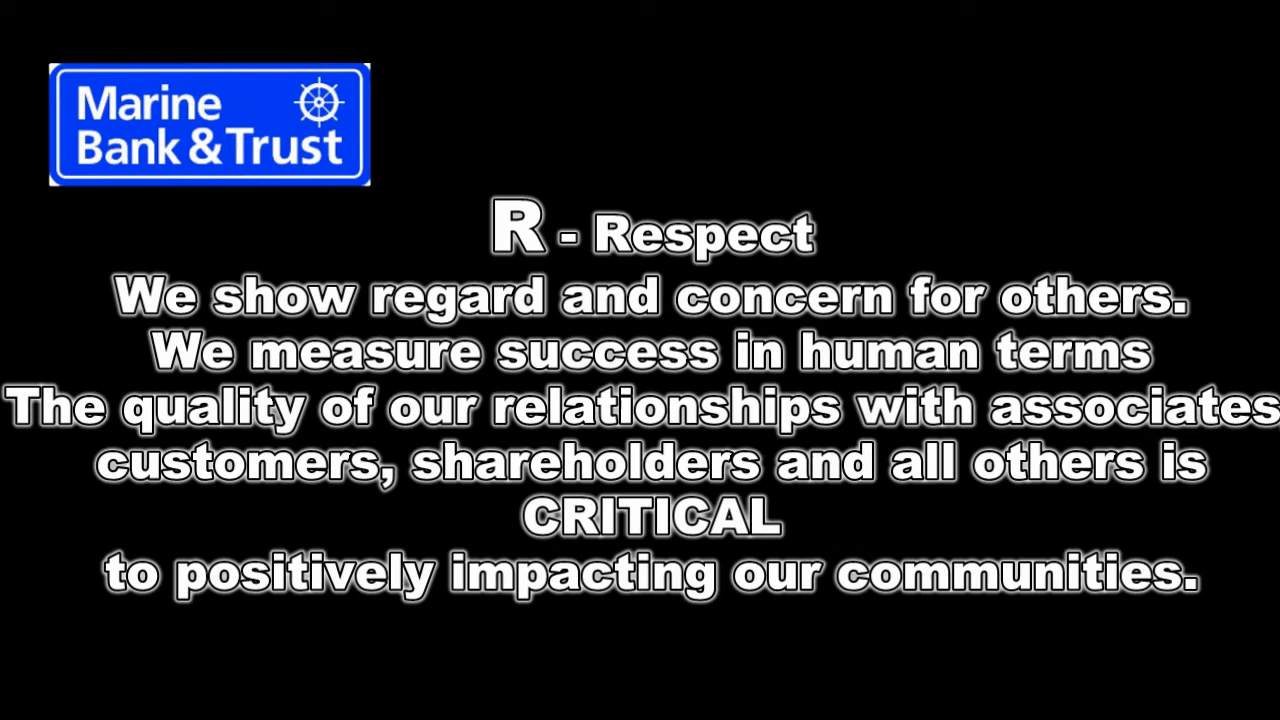 Marine
Bank & Trust
R - Respect
We show regard and concern for others.
We measure success in human terms
The quality of our relationships with associates
customers, shareholders and all others is
CRITICAL
to positively impacting our communities.